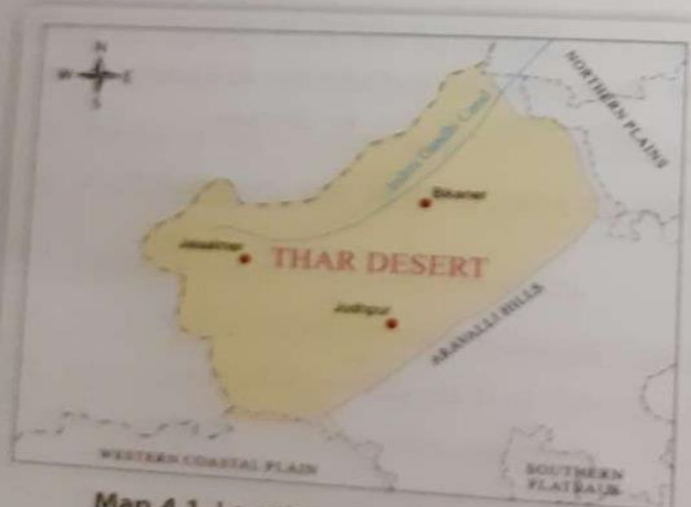 N
W E
S
NORTHERN PLAINS
Indira Gandhi Canal
Bikaner
Jaisalmer
THAR DESERT
Jodhpur
ARAVALLI HILLS
WESTERN COASTAL PLAIN
SOUTHERN
PLATEAUS
Map 4.1